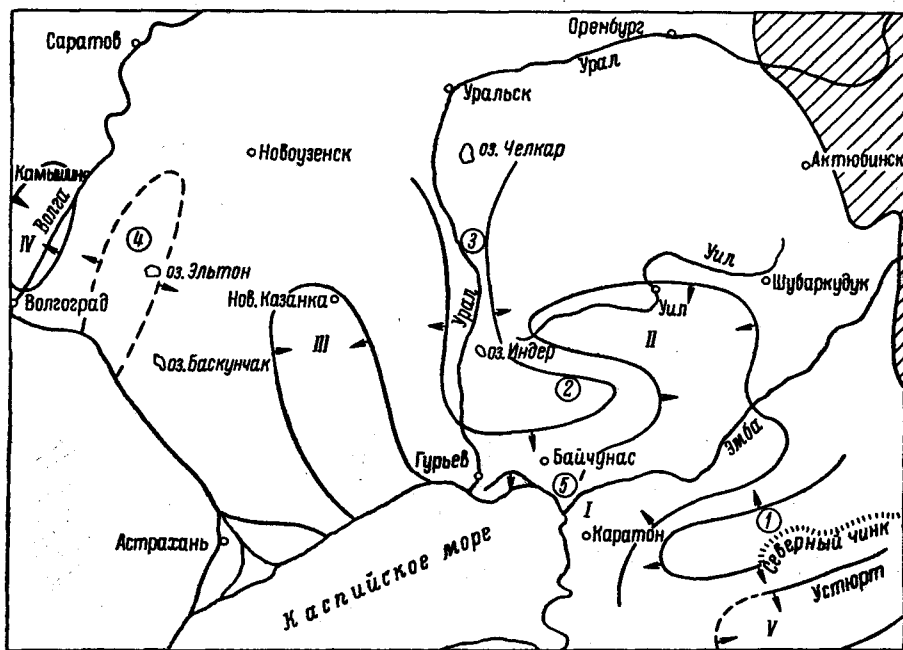 Саратов
Оренбург
Урал
Уральск
оз. Челкар
Новоузенск
Актюбинск
Камышин
Волга
IV
4
3
Уил
оз. Эльтон
Шубаркудук
Волгоград
Нов. Казанка
Урал
Уил
III
II
оз. Индер
оз. Баскунчак
2
Эмба
Гурьев
Байчунас
5
I
1
Астрахань
Каратон
Северный чинк
Каспийское море
Устюрт
V